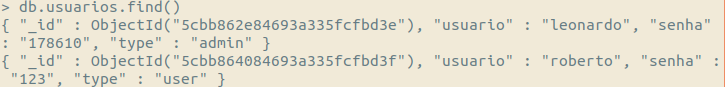 > db.usuarios.find()
{ "_id" : ObjectId("5cbb862e84693a335fcfbd3e"), "usuario" : "leonardo", "senha"
: "178610", "type" : "admin" }
{ "_id" : ObjectId("5cbb864084693a335fcfbd3f"), "usuario" : "roberto", "senha" :
"123", "type" : "user" }